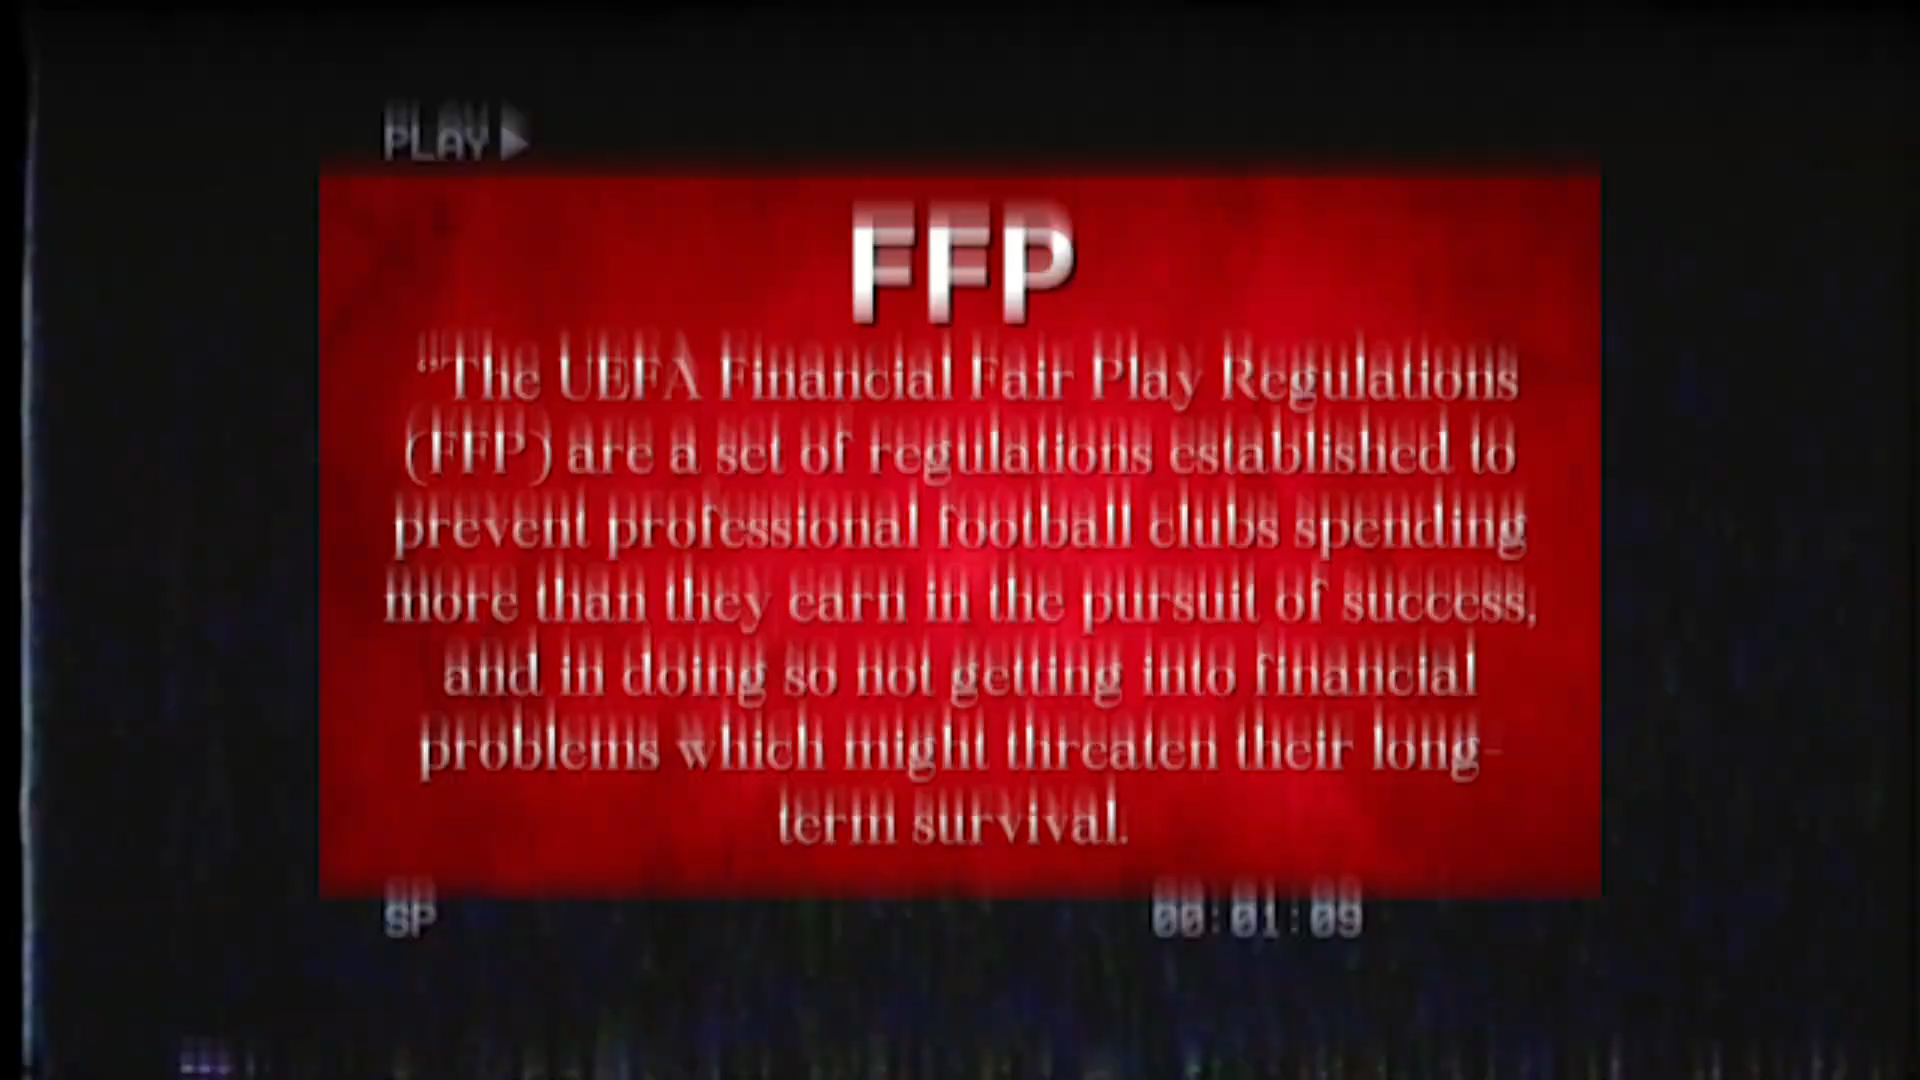 PLAY
FFP
“The UEFA Financial Fair Play Regulations
(FFP) are a set of regulations established to
prevent professional football clubs spending
more than they earn in the pursuit of success,
and in doing so not getting into financial
problems which might threaten their long-
term survival.
SP
00:01:09